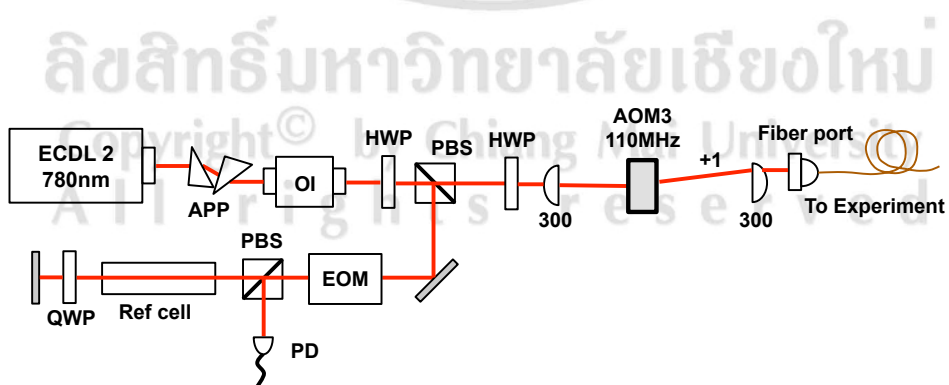 ลิขสิทธิ์มหาวิทยาลัยเชียงใหม่
Copyright© by Chiang Mai University
All rights reserved
ECDL 2
780nm
APP
OI
HWP
PBS
HWP
300
AOM3
110MHz
+1
300
Fiber port
To Experiment
PBS
EOM
Ref cell
QWP
PD